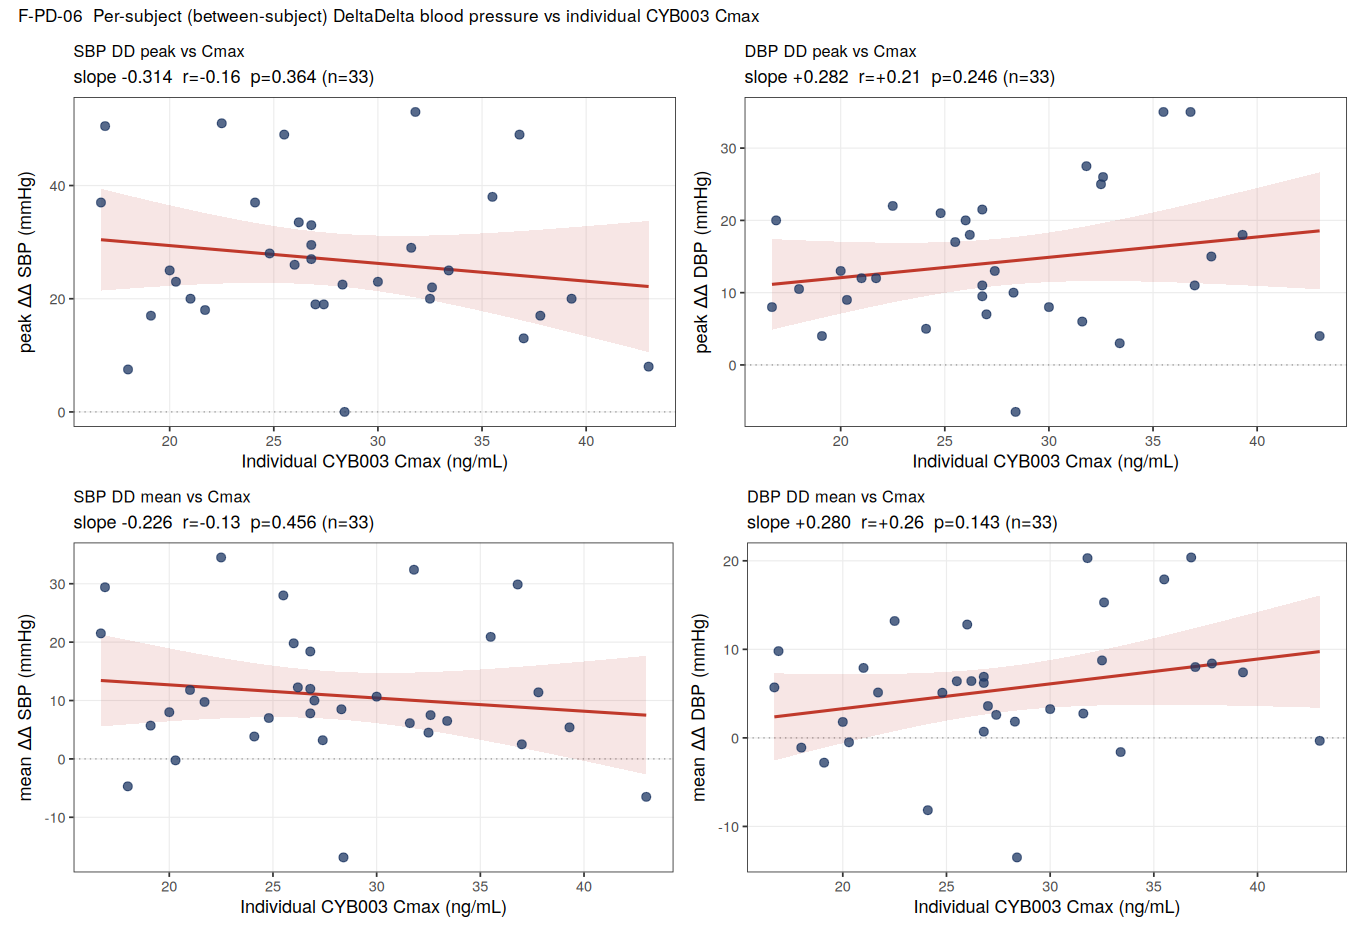 F-PD-06  Per-subject (between-subject) DeltaDelta blood pressure vs individual CYB003 Cmax
SBP DD peak vs Cmax
slope -0.314  r=-0.16  p=0.364 (n=33)
peak ΔΔ SBP (mmHg)
40
20
0
20
25
30
35
40
Individual CYB003 Cmax (ng/mL)
DBP DD peak vs Cmax
slope +0.282  r=+0.21  p=0.246 (n=33)
peak ΔΔ DBP (mmHg)
30
20
10
0
20
25
30
35
40
Individual CYB003 Cmax (ng/mL)
SBP DD mean vs Cmax
slope -0.226  r=-0.13  p=0.456 (n=33)
mean ΔΔ SBP (mmHg)
30
20
10
0
-10
20
25
30
35
40
Individual CYB003 Cmax (ng/mL)
DBP DD mean vs Cmax
slope +0.280  r=+0.26  p=0.143 (n=33)
mean ΔΔ DBP (mmHg)
20
10
0
-10
20
25
30
35
40
Individual CYB003 Cmax (ng/mL)